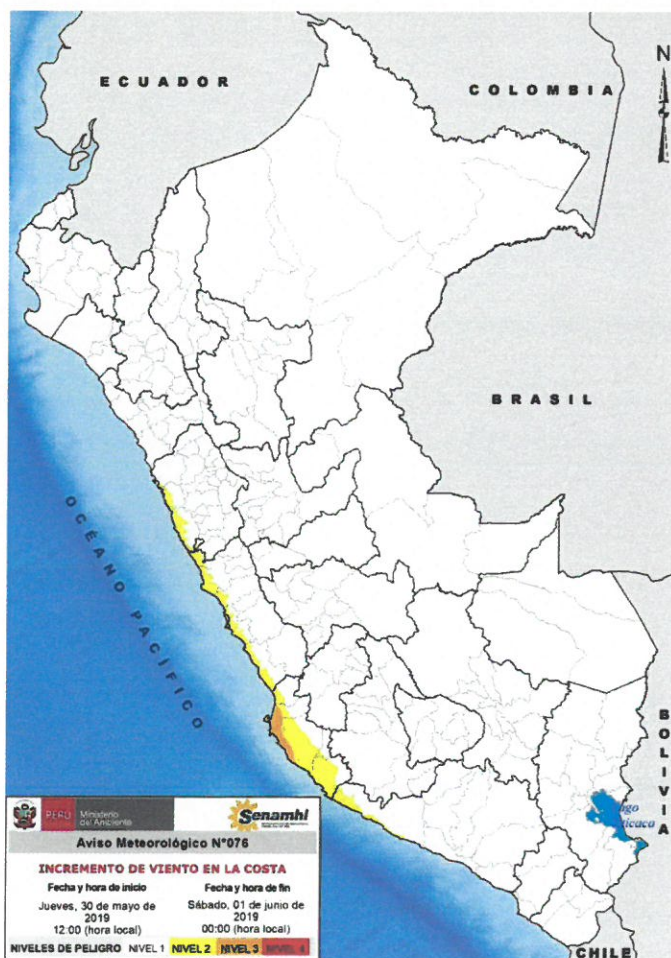 ECUADOR
COLOMBIA
N
BRASIL
OCÉANO PACÍFICO
BOLIVIA
CHILE
PERÚ Ministerio del Ambiente Senamhi
Aviso Meteorológico N°076
INCREMENTO DE VIENTO EN LA COSTA
Fecha y hora de inicio
Jueves, 30 de mayo de
2019
12:00 (hora local)
Fecha y hora de fin
Sábado, 01 de junio de
2019
00:00 (hora local)
NIVELES DE PELIGRO NIVEL 1 NIVEL 2 NIVEL 3 NIVEL 4